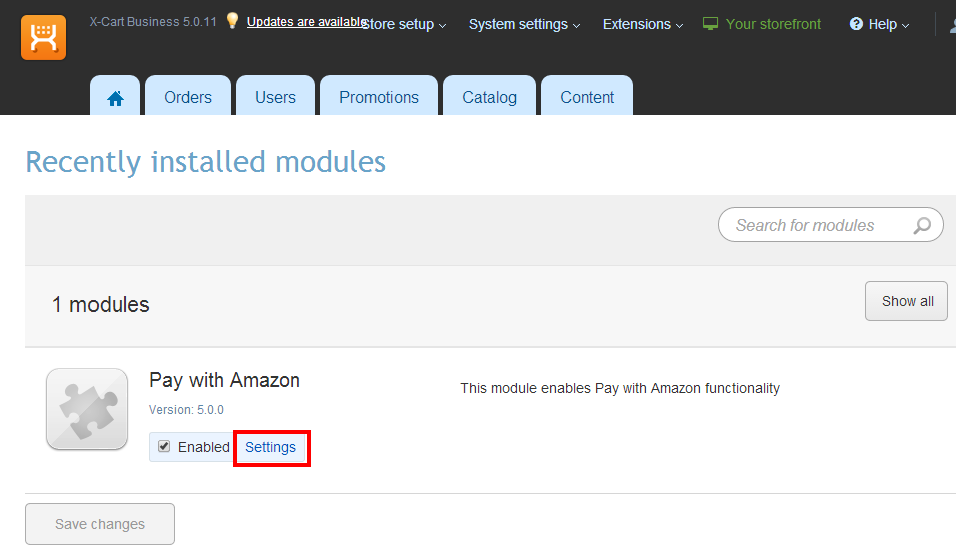 X-Cart Business 5.0.11 Updates are available Store setup System settings Extensions Your storefront Help
Orders Users Promotions Catalog Content
Recently installed modules
Search for modules
1 modules Show all
Pay with Amazon
This module enables Pay with Amazon functionality
Version: 5.0.0
Enabled Settings
Save changes